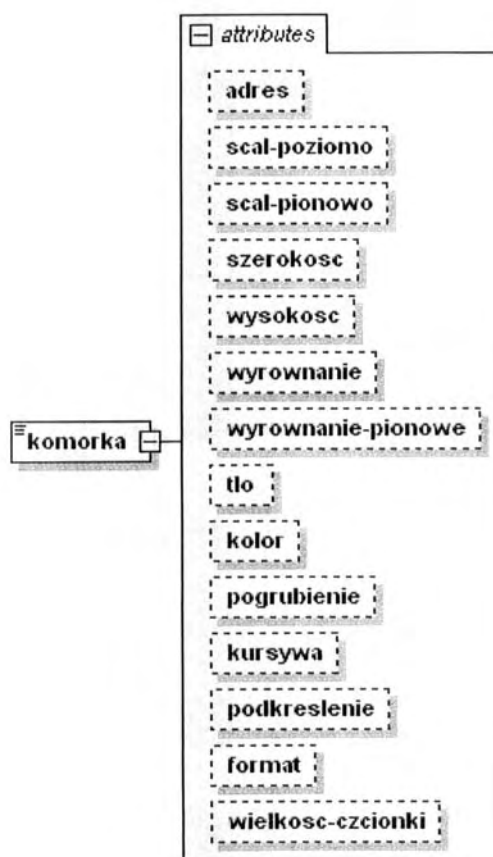 attributes
adres
scal-poziomo
scal-pionowo
szerokosc
wysokosc
wyrownanie
komorka
wyrownanie-pionowe
tlo
kolor
pogrubienie
kursywa
podkreslenie
format
wielkosc-czcionki